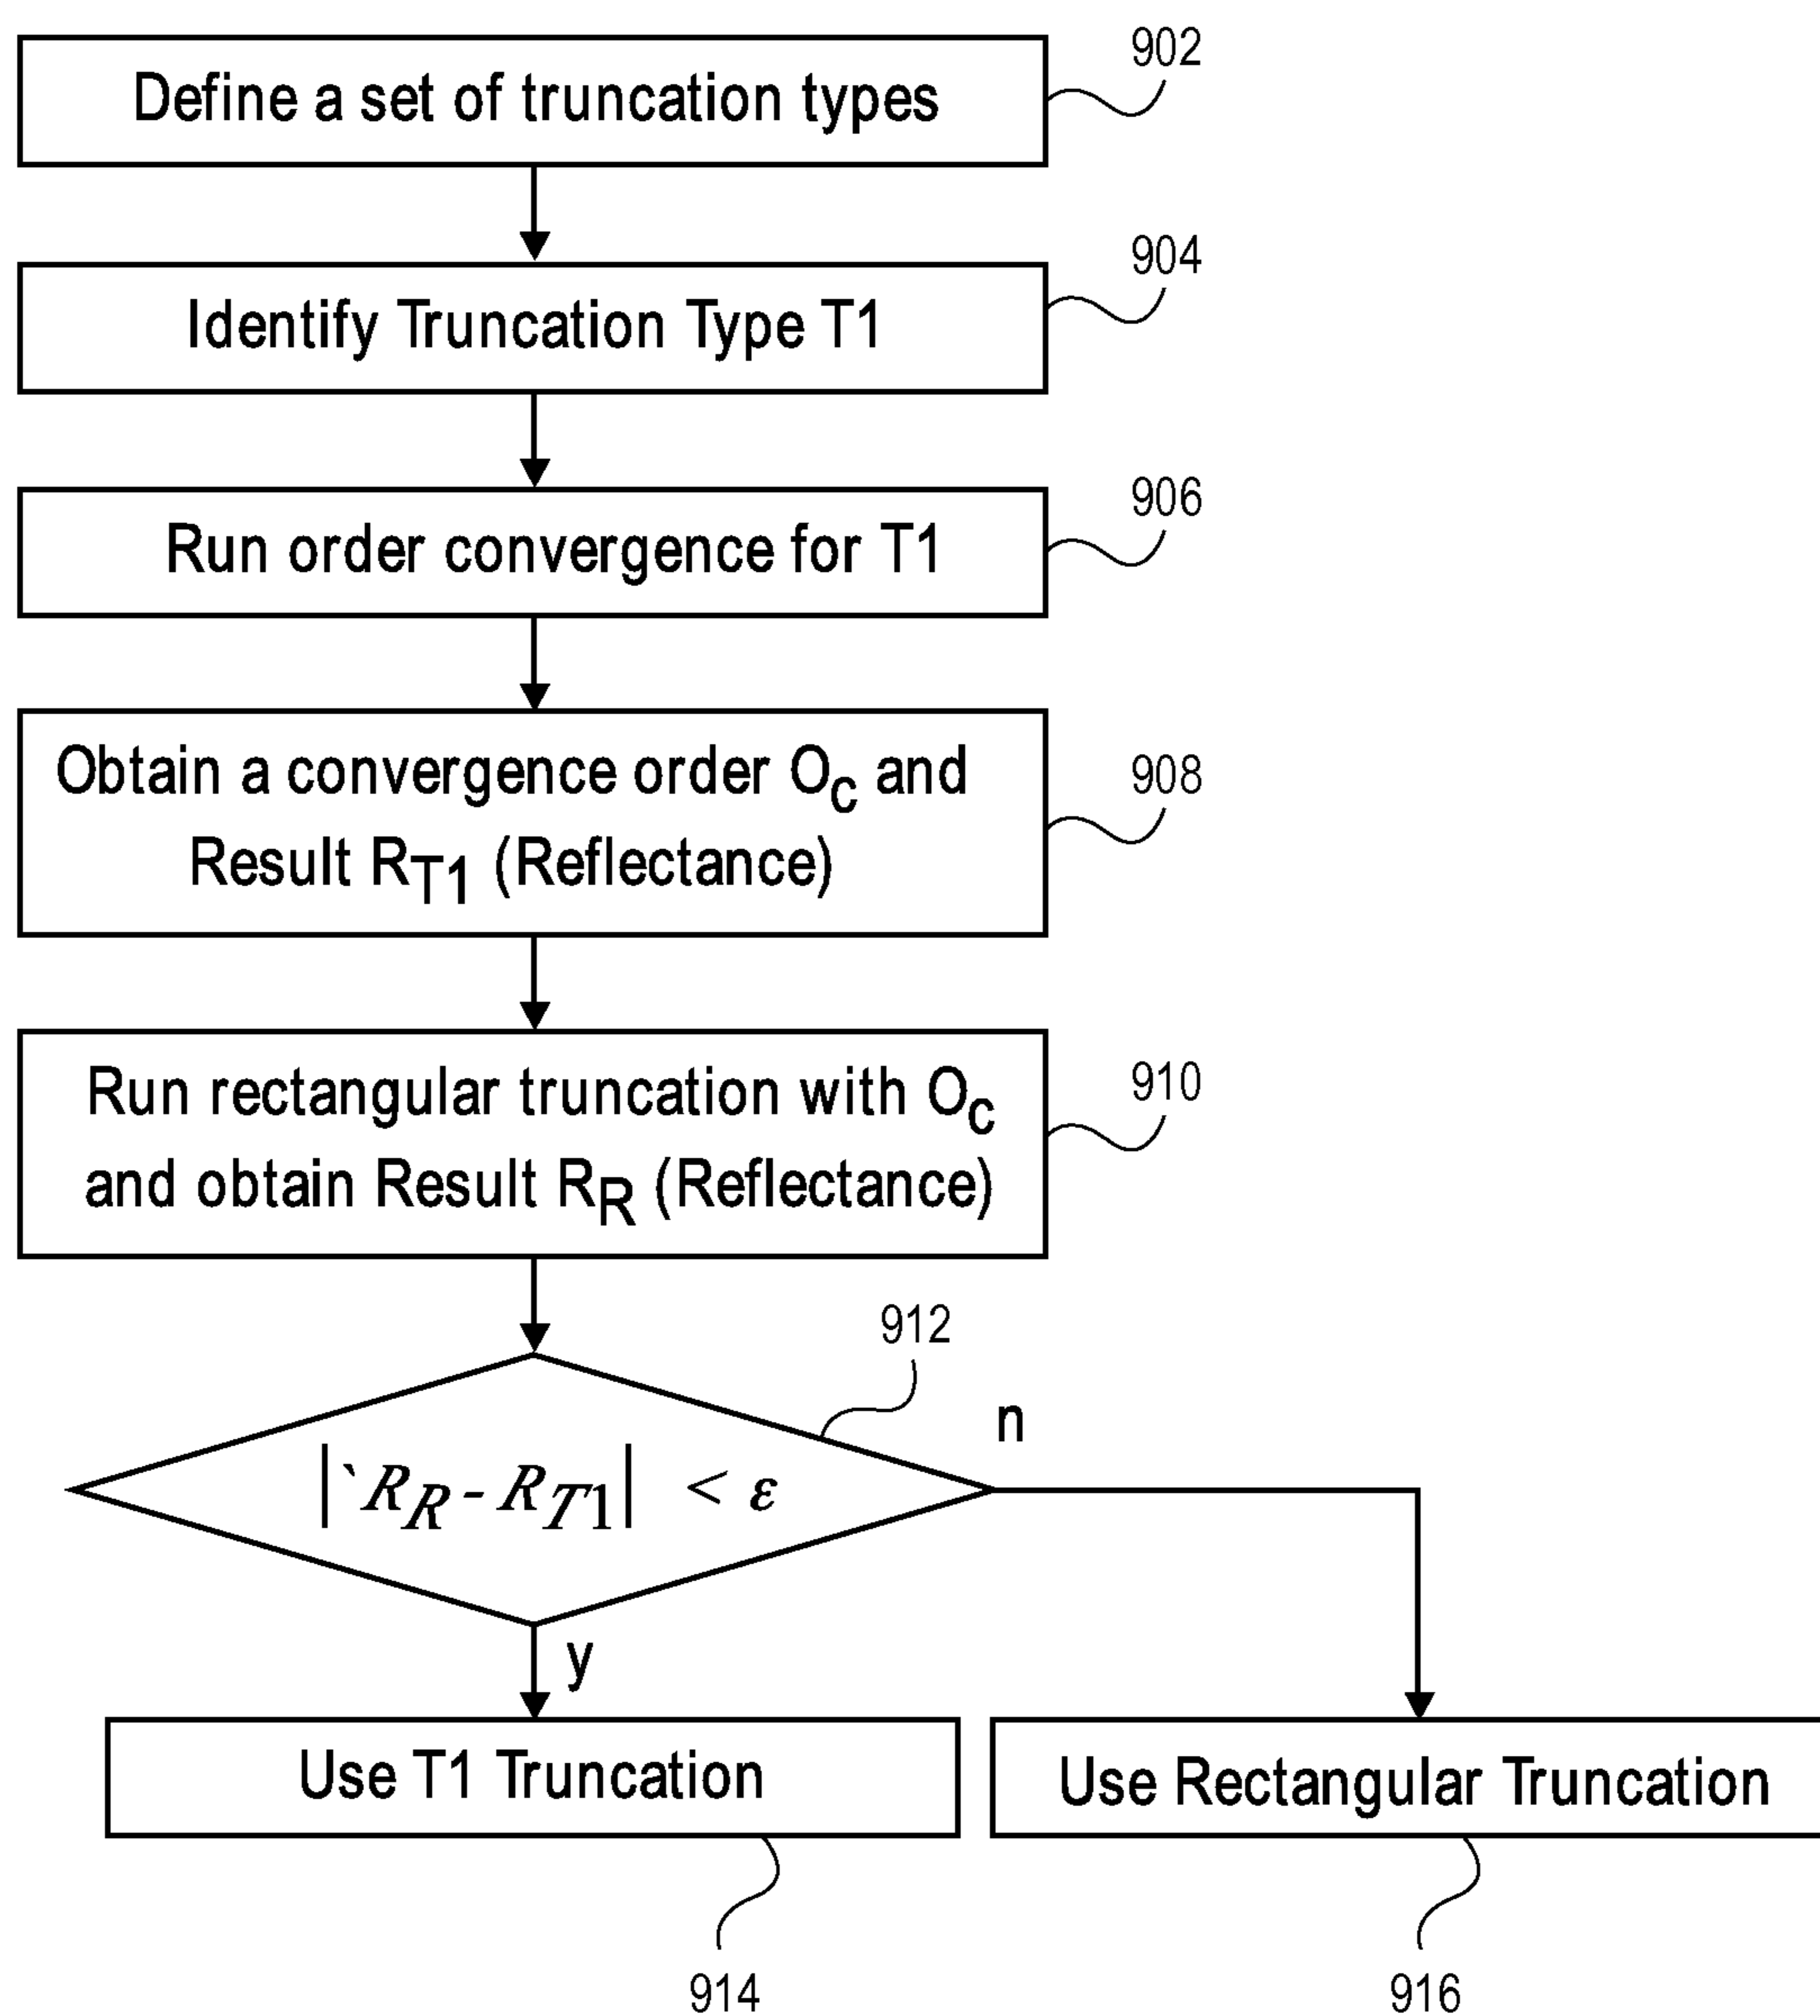 902
Define a set of truncation types
904
Identify Truncation Type T1
906
Run order convergence for T1
908
Obtain a convergence order Oc and
Result RT1 (Reflectance)
910
Run rectangular truncation with Oc
and obtain Result RR (Reflectance)
912
n
|`RR - RT1| < ε
y
Use T1 Truncation
Use Rectangular Truncation
914
916